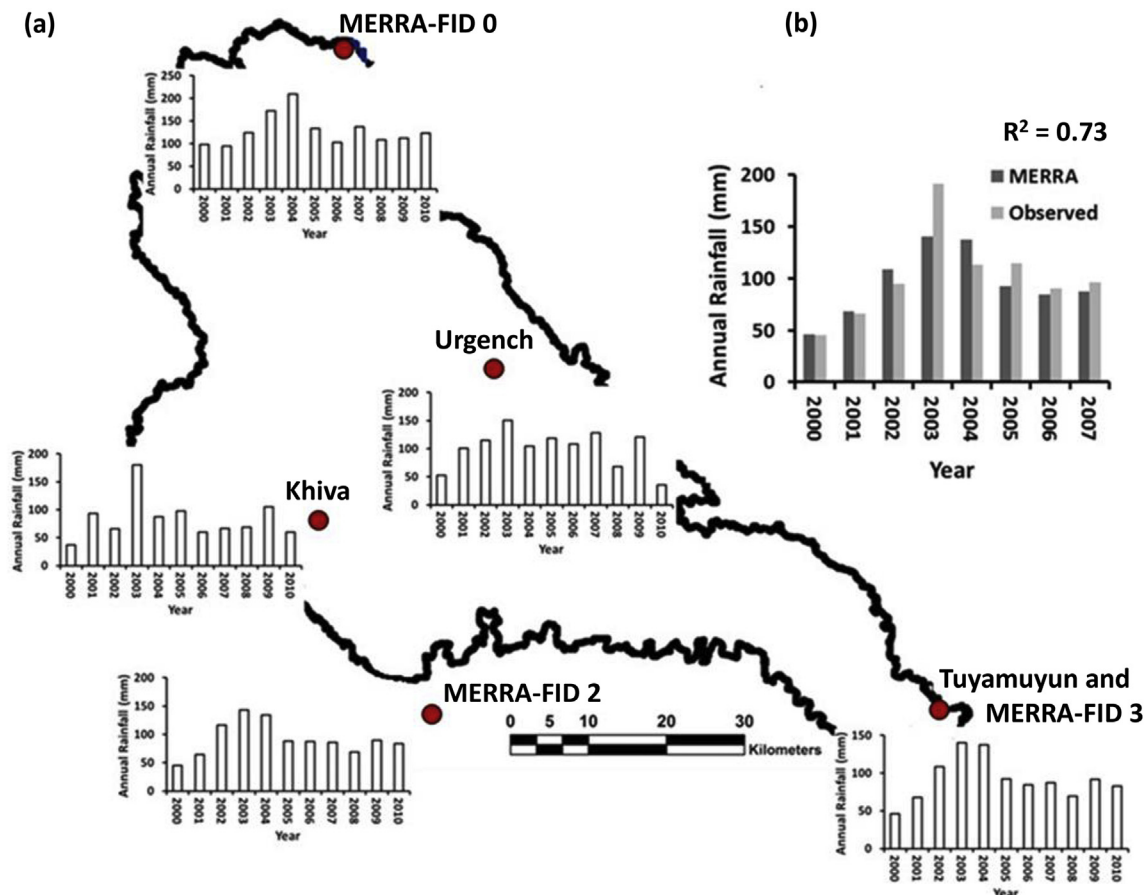 (a)
MERRA-FID 0
250
200
150
100
50
0
Annual Rainfall (mm)
2000 2001 2002 2003 2004 2005 2006 2007 2008 2009 2010
Year
Urgench
200
150
100
50
0
Annual Rainfall (mm)
2000 2001 2002 2003 2004 2005 2006 2007 2008 2009 2010
Year
Khiva
200
150
100
50
0
Annual Rainfall (mm)
2000 2001 2002 2003 2004 2005 2006 2007 2008 2009 2010
Year
MERRA-FID 2
200
150
100
50
0
Annual Rainfall (mm)
2000 2001 2002 2003 2004 2005 2006 2007 2008 2009 2010
Year
0 5 10 20 30
Kilometers
Tuyamuyun and
MERRA-FID 3
150
100
50
0
Annual Rainfall (mm)
2000 2001 2002 2003 2004 2005 2006 2007 2008 2009 2010
Year
(b)
R² = 0.73
MERRA
Observed
200
150
100
50
0
Annual Rainfall (mm)
2000 2001 2002 2003 2004 2005 2006 2007
Year